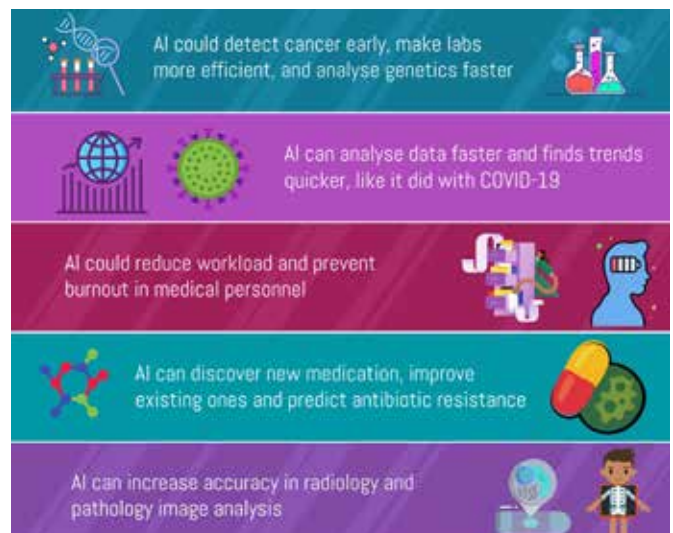 AI could detect cancer early, make labs
more efficient, and analyse genetics faster
AI can analyse data faster and finds trends
quicker, like it did with COVID-19
AI could reduce workload and prevent
burnout in medical personnel
AI can discover new medication, improve
existing ones and predict antibiotic resistance
AI can increase accuracy in radiology and
pathology image analysis